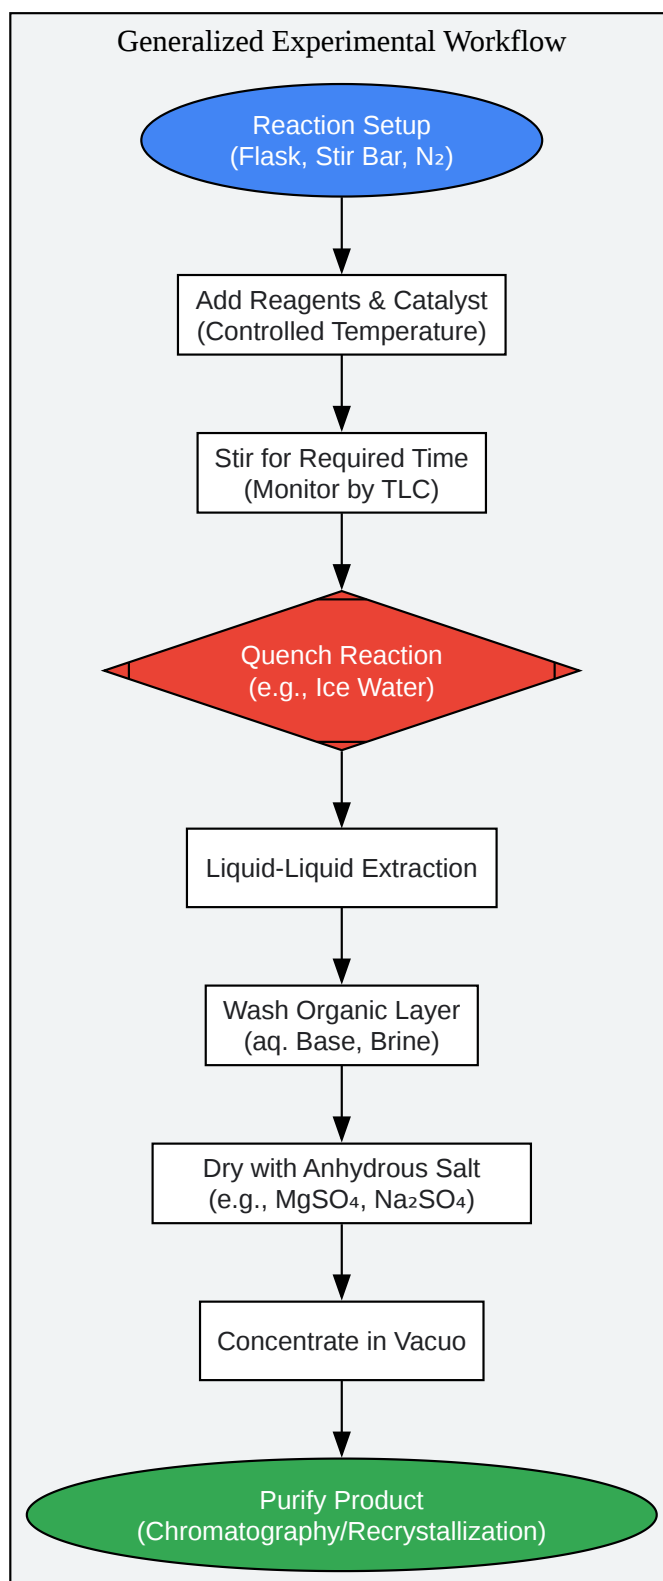 Generalized Experimental Workflow
Reaction Setup
(Flask, Stir Bar, N₂)
Add Reagents & Catalyst
(Controlled Temperature)
Stir for Required Time
(Monitor by TLC)
Quench Reaction
(e.g., Ice Water)
Liquid-Liquid Extraction
Wash Organic Layer
(aq. Base, Brine)
Dry with Anhydrous Salt
(e.g., MgSO₄, Na₂SO₄)
Concentrate in Vacuo
Purify Product
(Chromatography/Recrystallization)